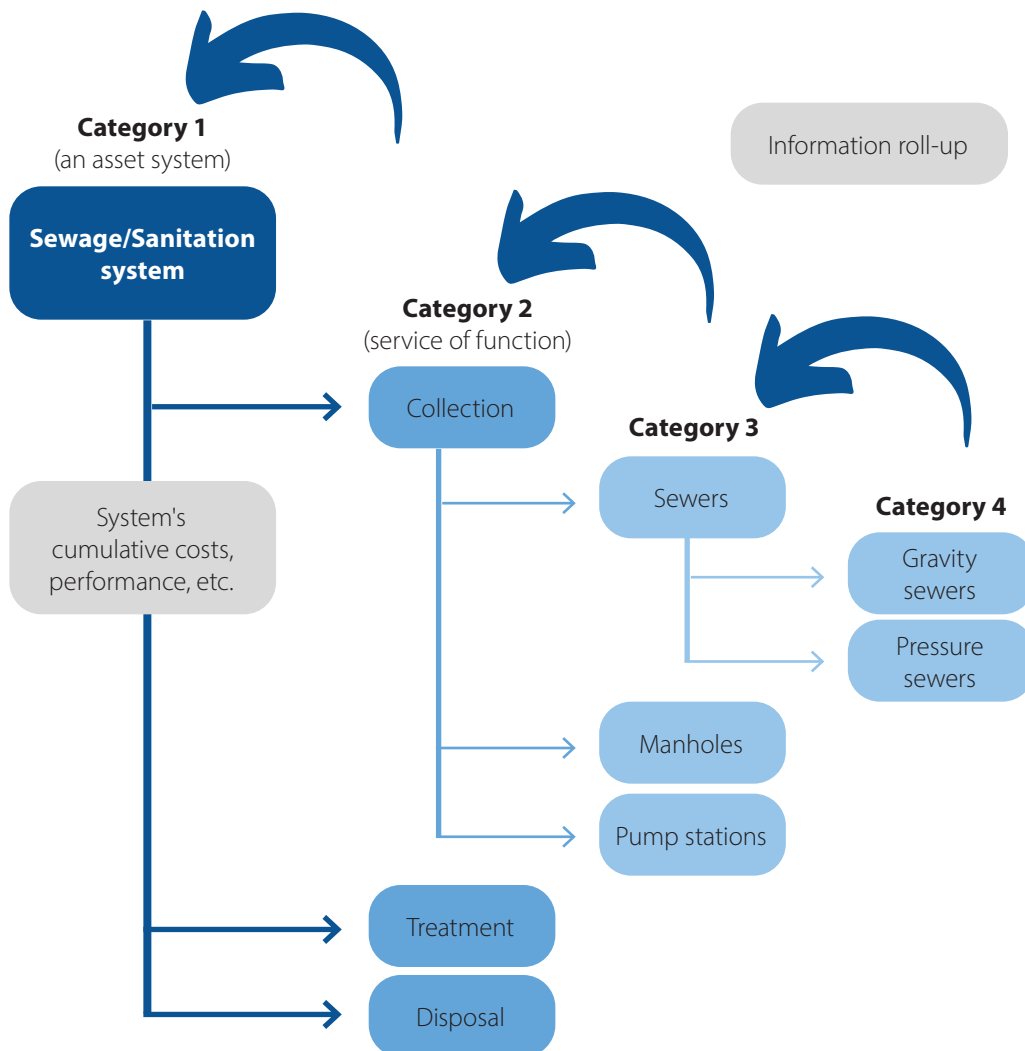 Category 1
(an asset system)
Information roll-up
Sewage/Sanitation
system
Category 2
(service of function)
Collection
Category 3
Sewers
System's
cumulative costs,
performance, etc.
Category 4
Gravity
sewers
Pressure
sewers
Manholes
Pump stations
Treatment
Disposal